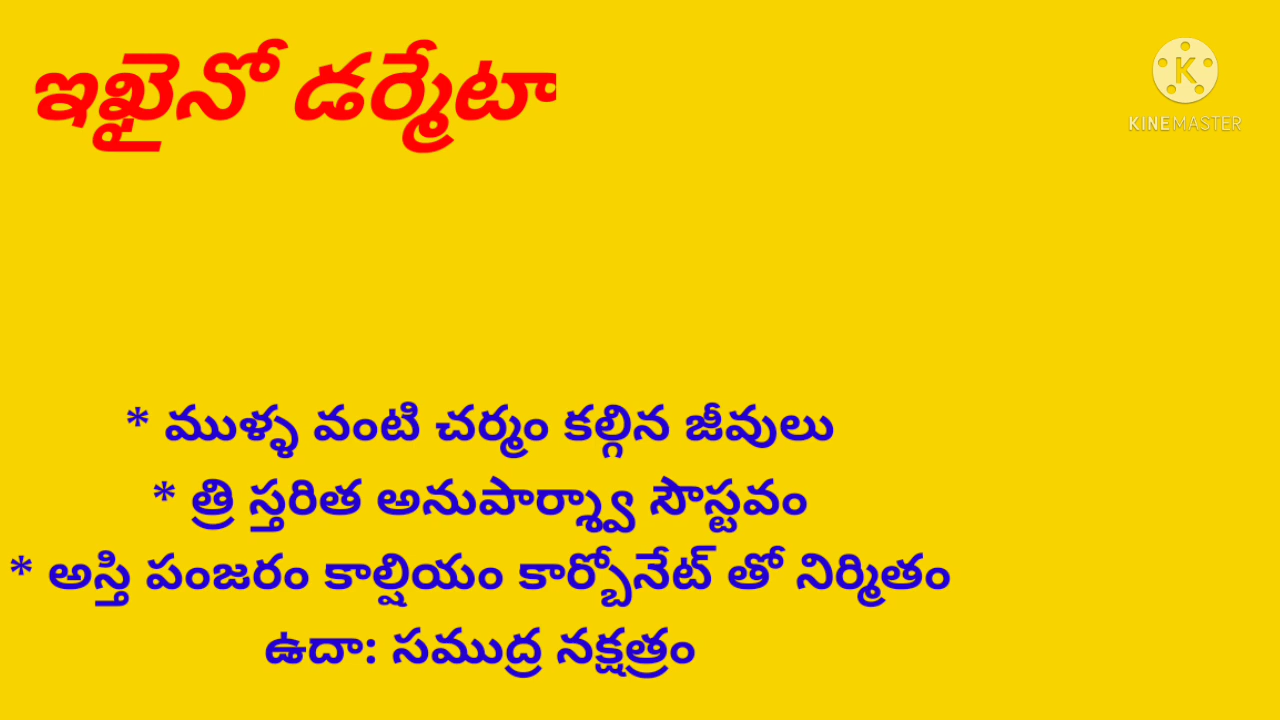 ఇఖైనో డర్మేటా
KINEMASTER
* ముళ్ళ వంటి చర్మం కల్గిన జీవులు
* త్రి స్తరిత అనుపార్శ్వా సౌస్టవం
* అస్తి పంజరం కాల్షియం కార్బోనేట్ తో నిర్మితం
ఉదా: సముద్ర నక్షత్రం